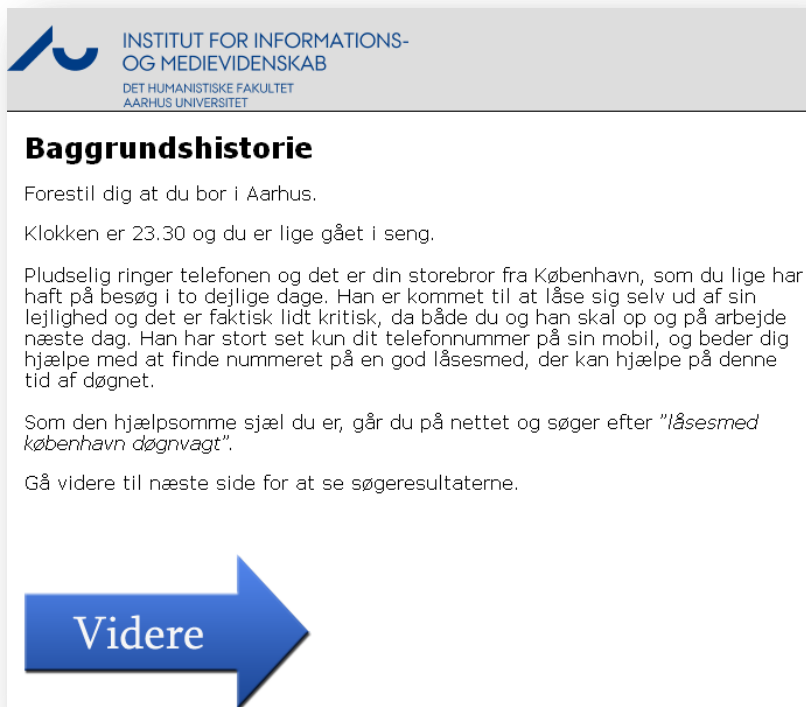 INSTITUT FOR INFORMATIONS-
OG MEDIEVIDENSKAB
DET HUMANISTISKE FAKULTET
AARHUS UNIVERSITET
Baggrundshistorie
Forestil dig at du bor i Aarhus.
Klokken er 23.30 og du er lige gået i seng.
Pludselig ringer telefonen og det er din storebror fra København, som du lige har
haft på besøg i to dejlige dage. Han er kommet til at låse sig selv ud af sin
lejlighed og det er faktisk lidt kritisk, da både du og han skal op og på arbejde
næste dag. Han har stort set kun dit telefonnummer på sin mobil, og beder dig
hjælpe med at finde nummeret på en god låsesmed, der kan hjælpe på denne
tid af døgnet.
Som den hjælpsomme sjæl du er, går du på nettet og søger efter ”låsesmed
københavn døgnvagt”.
Gå videre til næste side for at se søgeresultaterne.
Videre